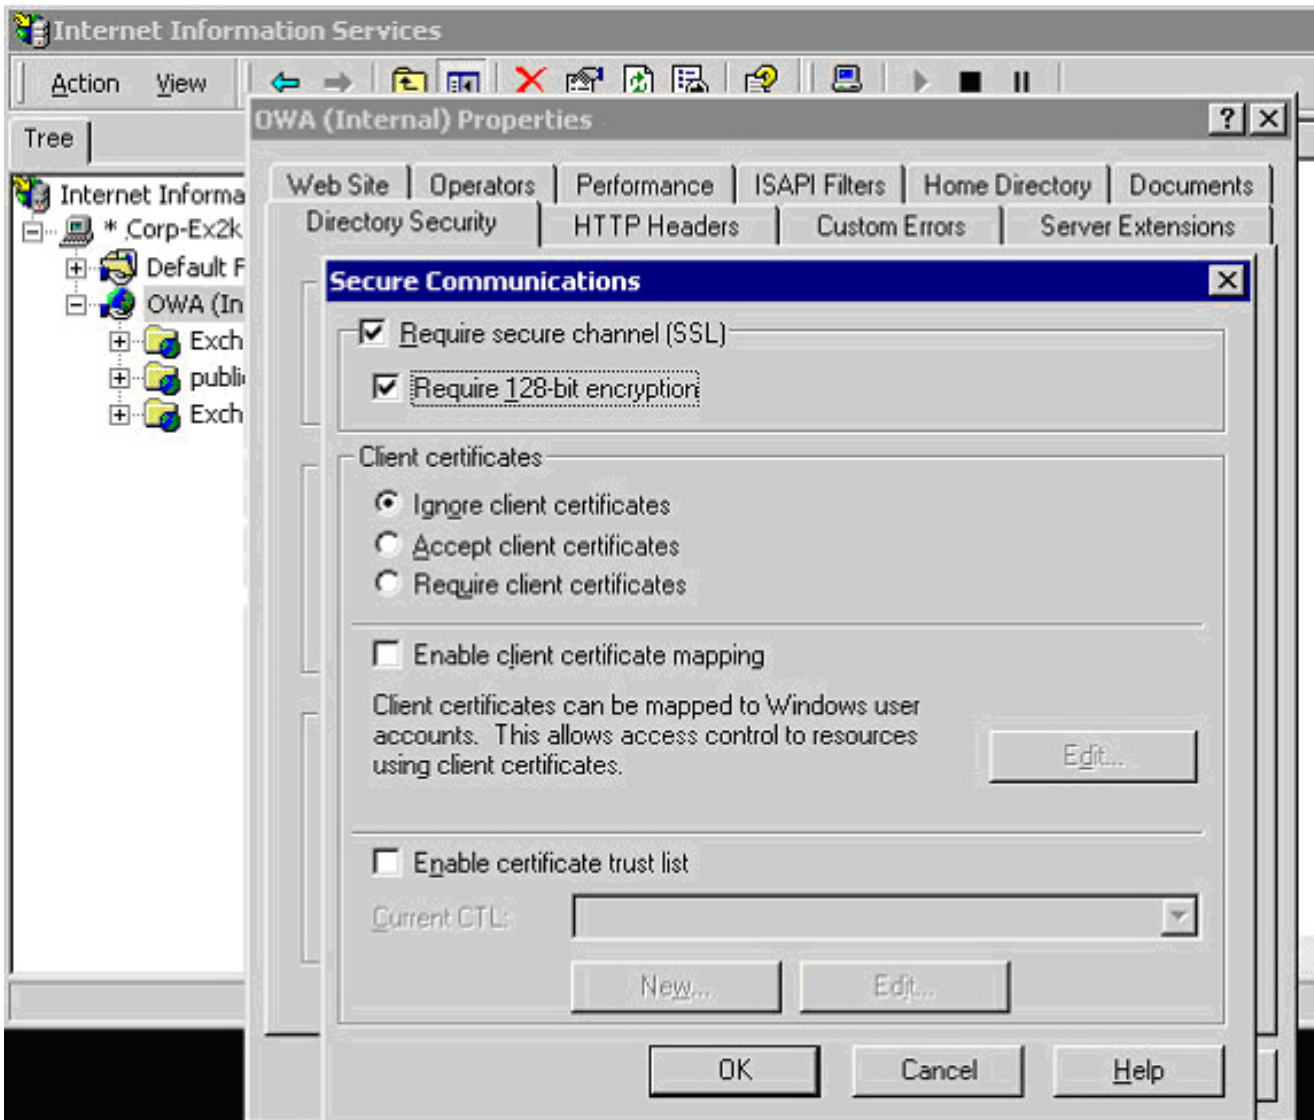 Internet Information Services
Action View
OWA (Internal) Properties
Tree
Internet Informa
* Corp-Ex2k
Default F
OWA (In
Exch
public
Exch
Web Site Operators Performance ISAPI Filters Home Directory Documents
Directory Security HTTP Headers Custom Errors Server Extensions
Secure Communications
Require secure channel (SSL)
Require 128-bit encryption
Client certificates
Ignore client certificates
Accept client certificates
Require client certificates
Enable client certificate mapping
Client certificates can be mapped to Windows user
accounts. This allows access control to resources
using client certificates.
Edit...
Enable certificate trust list
Current CTL:
New... Edit...
OK Cancel Help